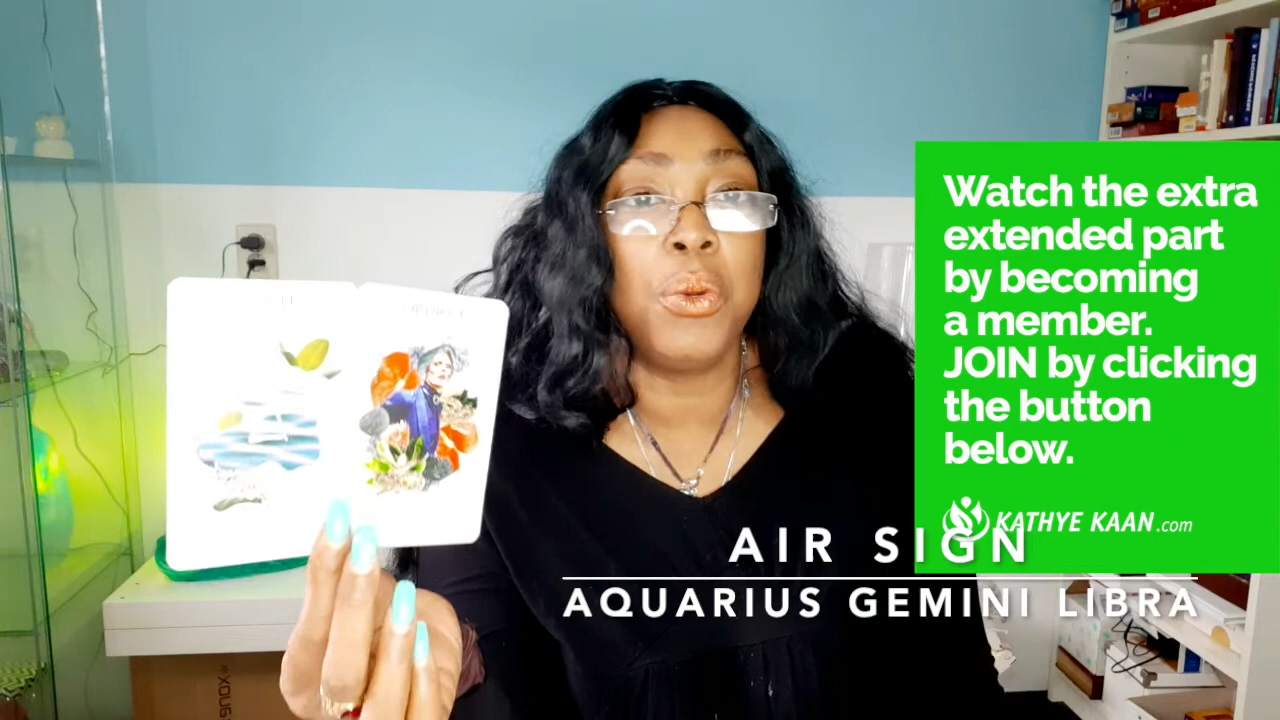 Watch the extra
extended part
by becoming
a member.
JOIN by clicking
the button
below.
KATHYE KAAN.com
AIR SIGN
AQUARIUS GEMINI LIBRA